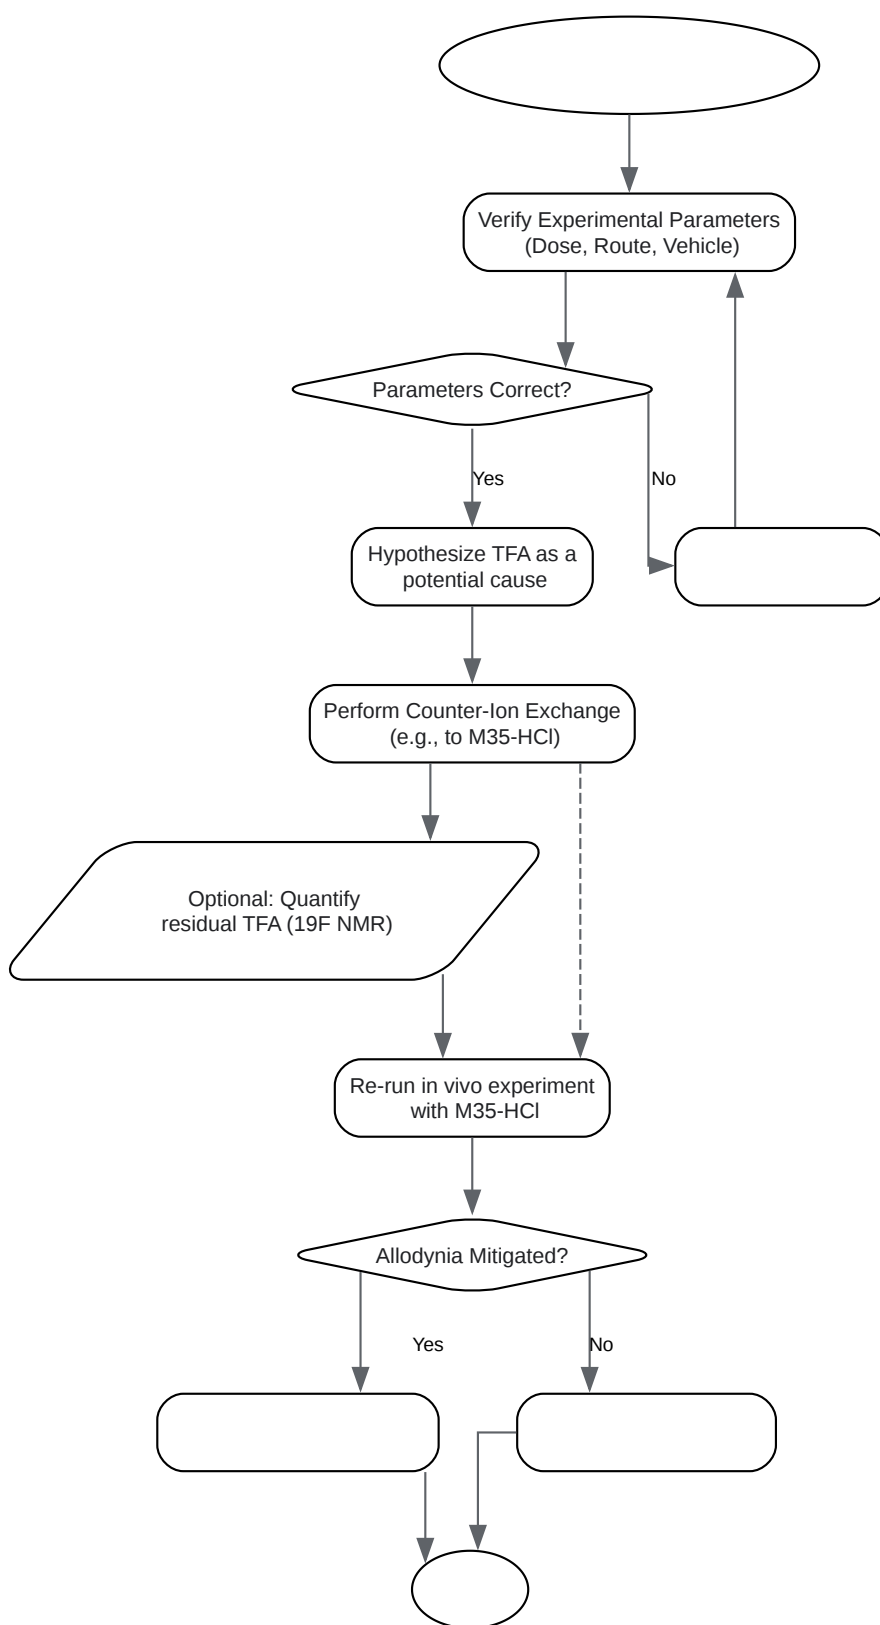 Verify Experimental Parameters
(Dose, Route, Vehicle)
Parameters Correct?
Yes
No
Hypothesize TFA as a
potential cause
Perform Counter-Ion Exchange
(e.g., to M35-HCl)
Optional: Quantify
residual TFA (19F NMR)
Re-run in vivo experiment
with M35-HCl
Allodynia Mitigated?
Yes
No